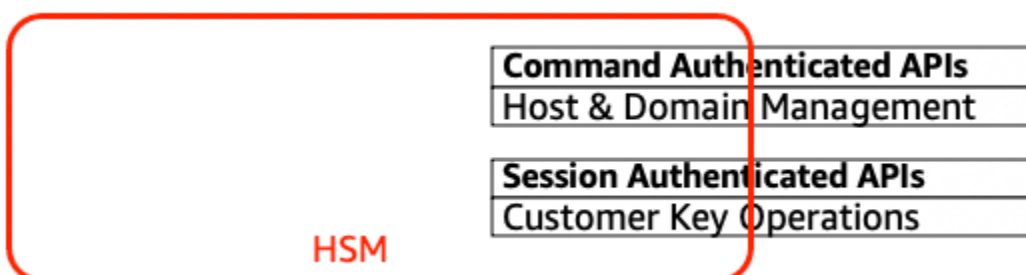 Command Authenticated APIs
Host & Domain Management
Session Authenticated APIs
Customer Key Operations
HSM